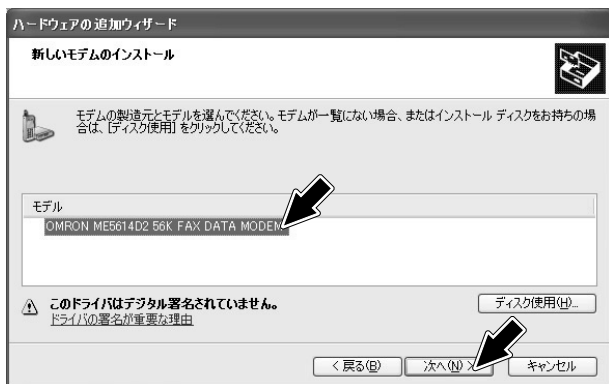 ハードウェアの追加ウィザード
新しいモデムのインストール
モデムの製造元とモデルを選んでください。モデムが一覧にない場合、またはインストール ディスクをお持ちの場
合は、[ディスク使用] をクリックしてください。
モデル
OMRON ME5614D2 56K FAX DATA MODEM
このドライバはデジタル署名されていません。
ドライバの署名が重要な理由
ディスク使用(H)...
< 戻る(B)
次へ(N) >
キャンセル